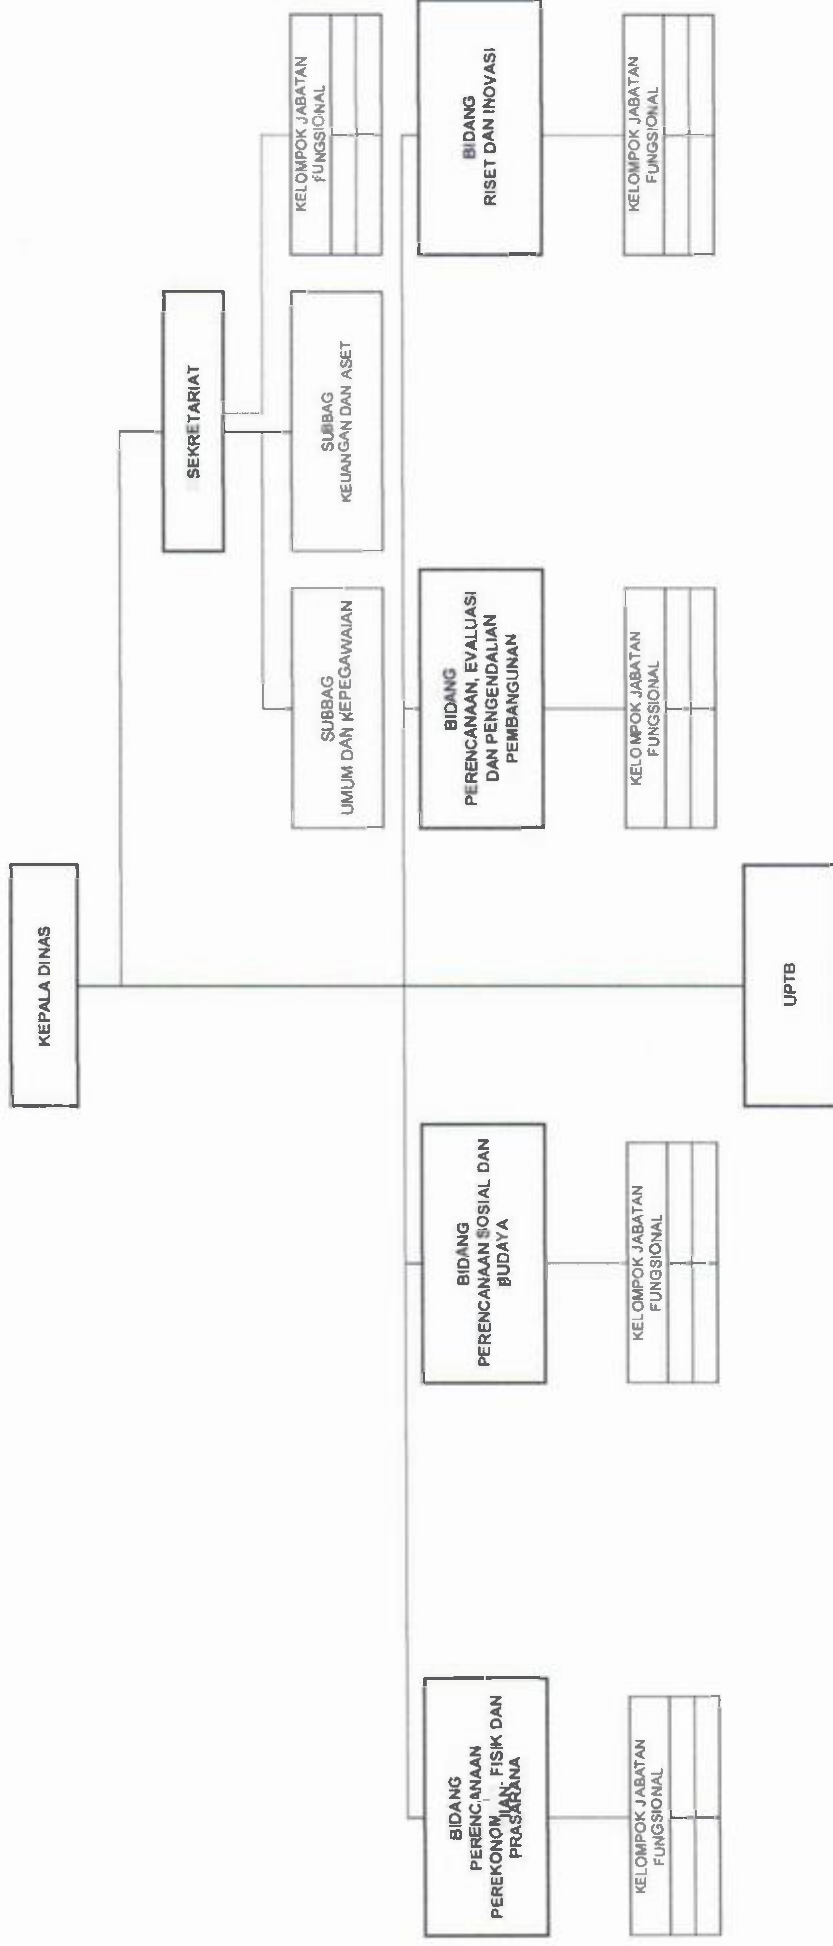 KEPALA DINAS
SEKRETARIAT
SUBBAG
UMUM DAN KEPEGAWAIAN
SUBBAG
KEUANGAN DAN ASET
KELOMPOK JABATAN
FUNGSIONAL
BIDANG
PERENCANAAN
PEREKONOMIAN- FISIK DAN
PRASARANA
BIDANG
PERENCANAAN SOSIAL DAN
BUDAYA
BIDANG
PERENCANAAN, EVALUASI
DAN PENGENDALIAN
PEMBANGUNAN
BIDANG
RISET DAN INOVASI
KELOMPOK JABATAN
FUNGSIONAL
KELOMPOK JABATAN
FUNGSIONAL
KELOMPOK JABATAN
FUNGSIONAL
KELOMPOK JABATAN
FUNGSIONAL
UPTB